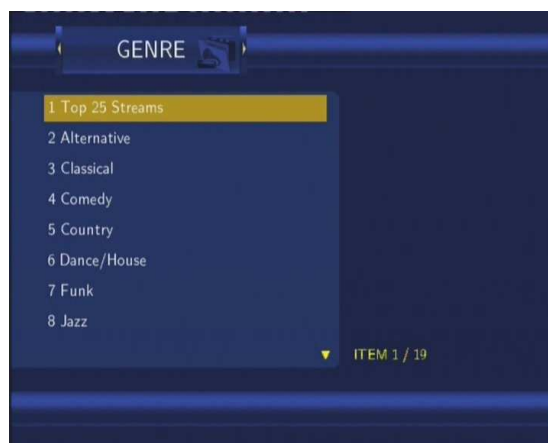 GENRE
1 Top 25 Streams
2 Alternative
3 Classical
4 Comedy
5 Country
6 Dance/House
7 Funk
8 Jazz
ITEM 1 / 19